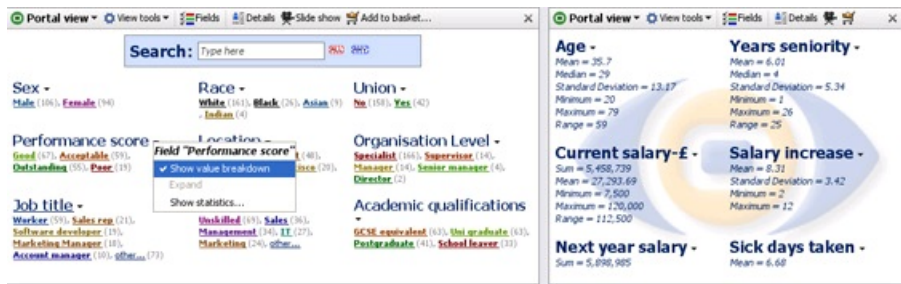 Portal view View tools Fields Details Slide show Add to basket... ×
Search: Type here
Sex
Male (106), Female (94)
Race
White (161), Black (26), Asian (9)
, Indian (4)
Union
No (158), Yes (42)
Performance score
Good (67), Acceptable (59),
Outstanding (55), Poor (19)
Location
(48),
(20),
Field "Performance score"
✓ Show value breakdown
Expand
Show statistics...
Organisation Level
Specialist (166), Supervisor (14),
Manager (14), Senior manager (4),
Director (2)
Job title
Worker (59), Sales rep (21),
Software developer (19),
Marketing Manager (18),
Account manager (10), other... (73)
Unskilled (69), Sales (36),
Management (34), IT (27),
Marketing (24), other...
Academic qualifications
GCSE equivalent (63), Uni graduate (63),
Postgraduate (41), School leaver (33)
Portal view View tools Fields Details ×
Age
Mean = 35.7
Median = 29
Standard Deviation = 13.17
Minimum = 20
Maximum = 79
Range = 59
Years seniority
Mean = 6.01
Median = 4
Standard Deviation = 5.34
Minimum = 1
Maximum = 26
Range = 25
Current salary-£
Sum = 5,458,739
Mean = 27,293.69
Minimum = 7,500
Maximum = 120,000
Range = 112,500
Salary increase
Mean = 8.31
Standard Deviation = 3.42
Minimum = 2
Maximum = 12
Next year salary
Sum = 5,898,985
Sick days taken
Mean = 6.68